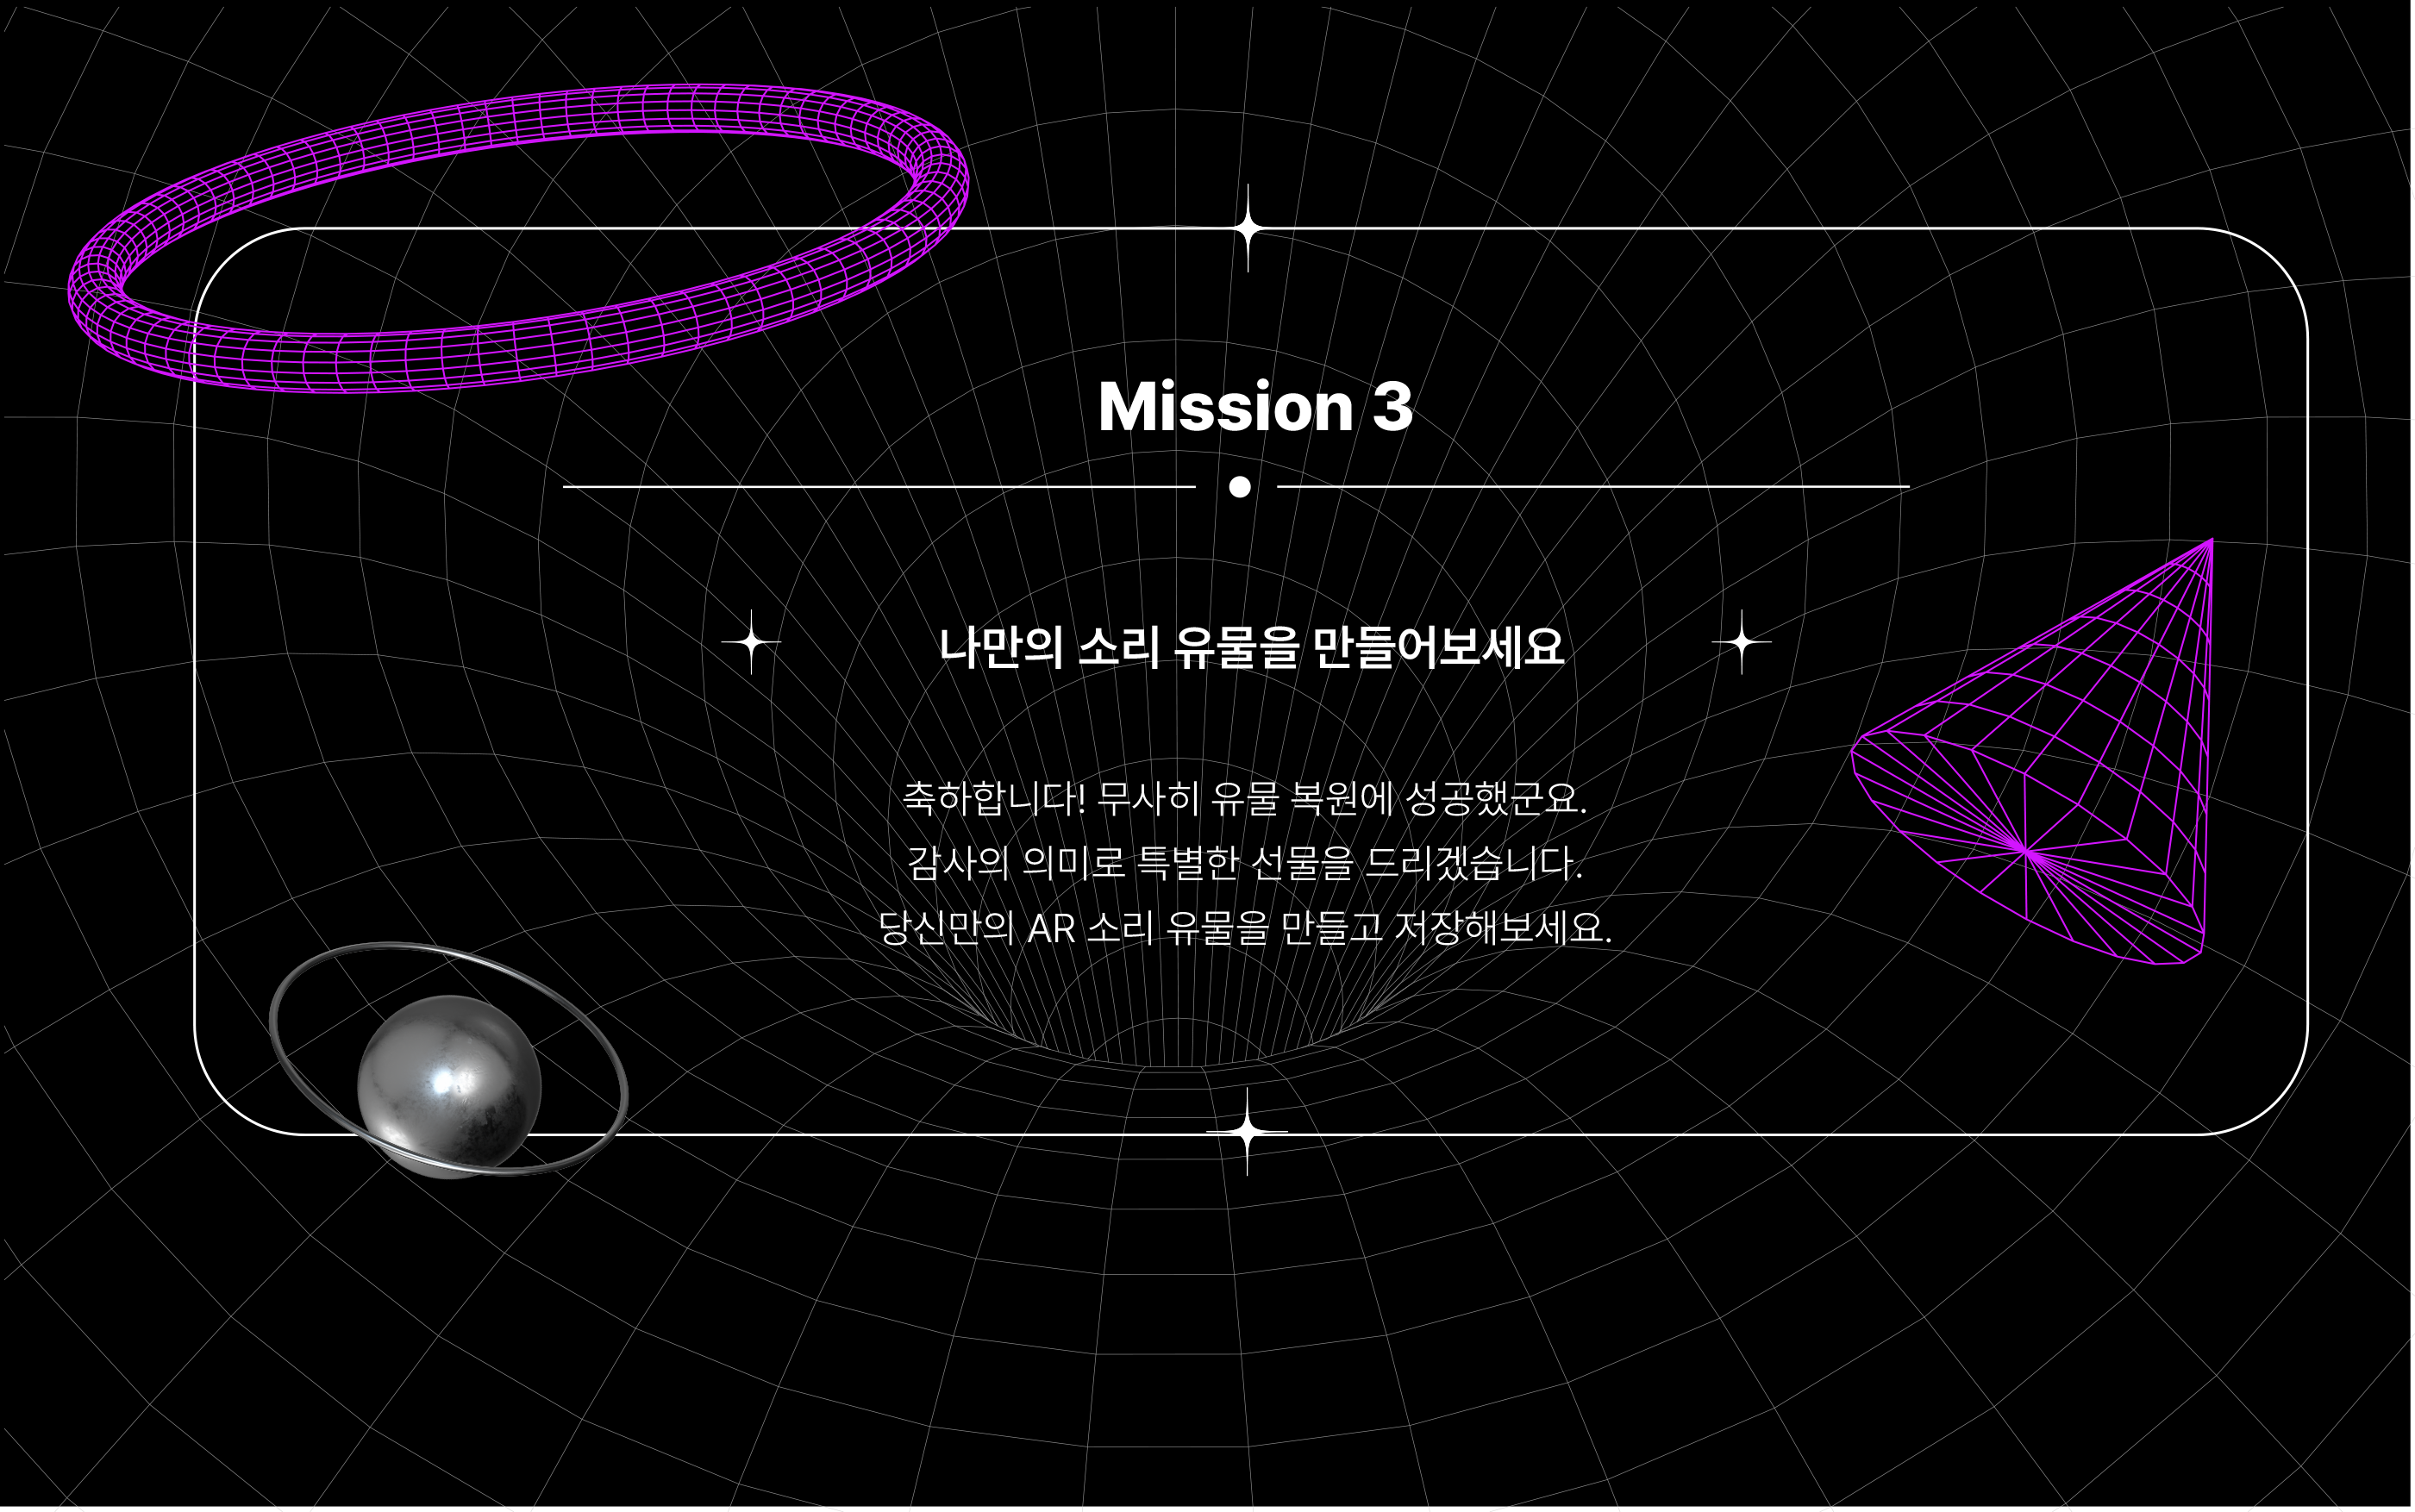 Mission 3
나만의 소리 유물을 만들어보세요
축하합니다! 무사히 유물 복원에 성공했군요.
감사의 의미로 특별한 선물을 드리겠습니다.
당신만의 AR 소리 유물을 만들고 저장해보세요.